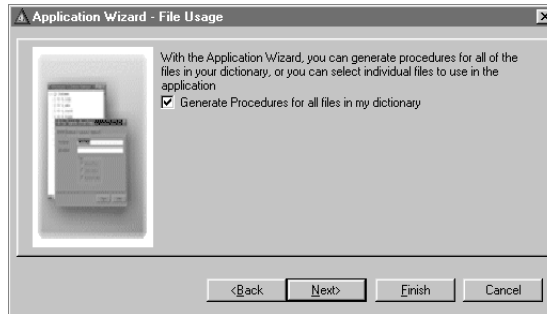 Application Wizard - File Usage
With the Application Wizard, you can generate procedures for all of the
files in your dictionary, or you can select individual files to use in the
application
Generate Procedures for all files in my dictionary
<Back Next> Finish Cancel